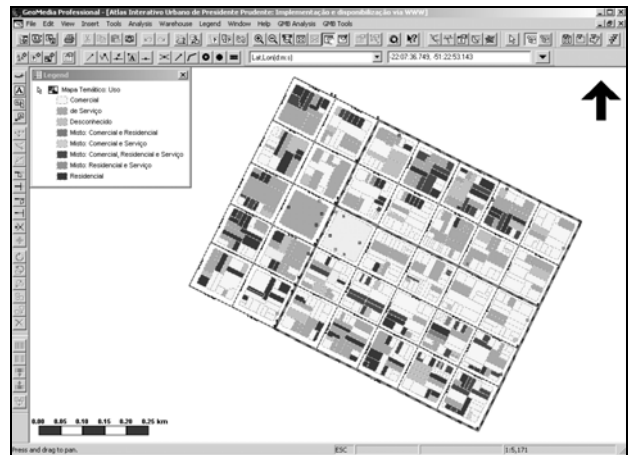 GeoMedia Professional - [Atlas Interativo Urbano de Presidente Prudente: Implementação e disponibilização via WWW]
File Edit View Insert Tools Analysis Warehouse Legend Window Help GMB Analysis GMB Tools
Lat,Lon(d:m:s)
-22:07:36.749, -51:22:53.143
Legend
Mapa Temático: Uso
Comercial
de Serviço
Desconhecido
Misto: Comercial e Residencial
Misto: Comercial e Serviço
Misto: Comercial, Residencial e Serviço
Misto: Residencial e Serviço
Residencial
0.00 0.05 0.10 0.15 0.20 0.25 km
Press and drag to pan.
ESC
1:5,171